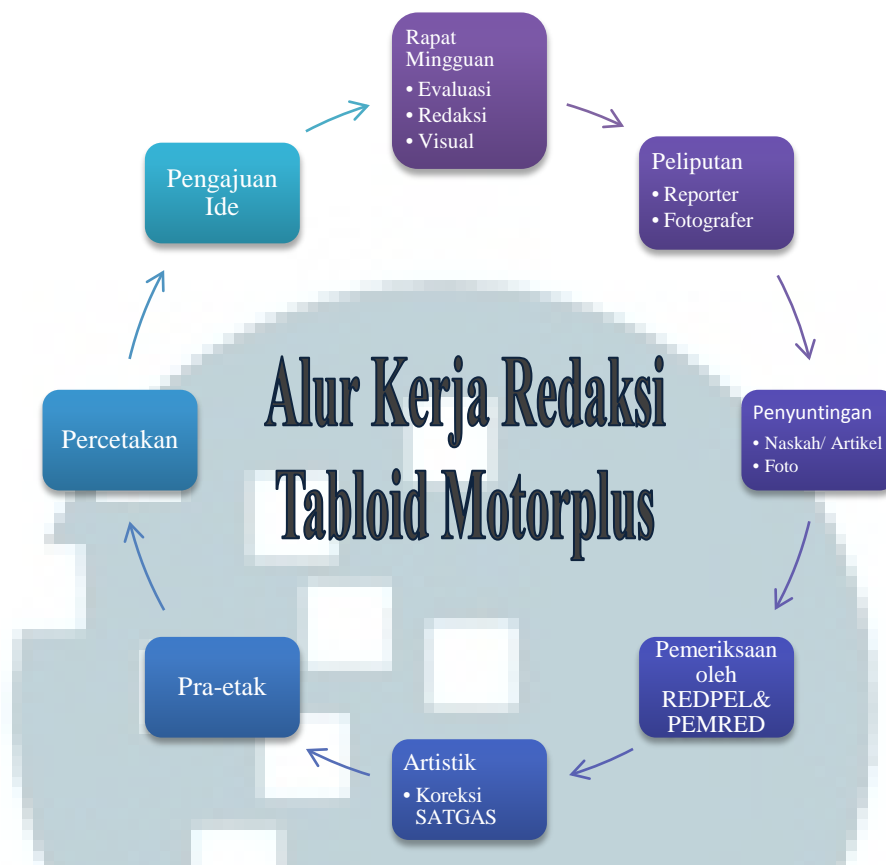 Rapat
Mingguan
• Evaluasi
• Redaksi
• Visual
Peliputan
• Reporter
• Fotografer
Penyuntingan
• Naskah/ Artikel
• Foto
Pemeriksaan
oleh
REDPEL&
PEMRED
Artistik
• Koreksi
SATGAS
Pra-etak
Percetakan
Pengajuan
Ide
Alur Kerja Redaksi
Tabloid Motorplus